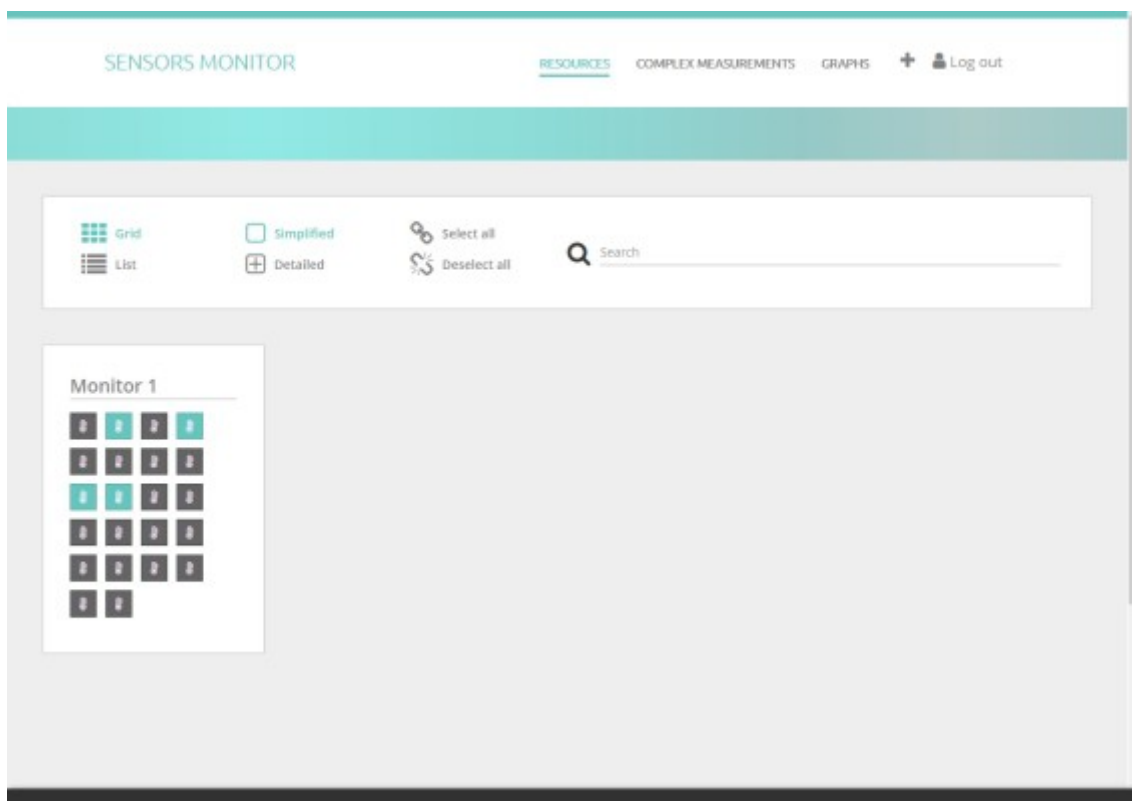 SENSORS MONITOR
RESOURCES COMPLEX MEASUREMENTS GRAPHS Log out
Grid Simplified Select all
List Detailed Deselect all
Search
Monitor 1